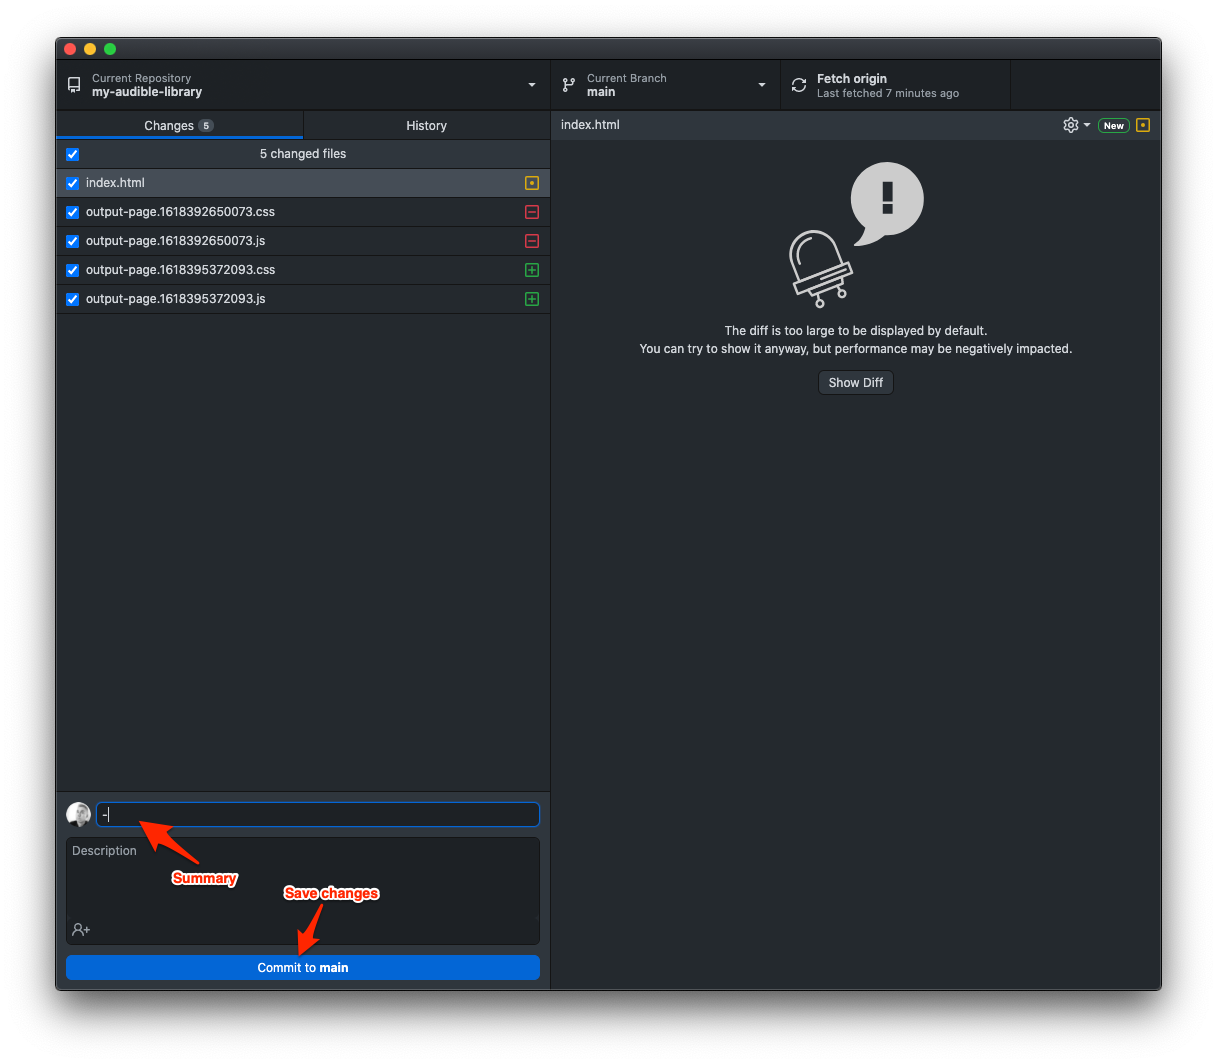 Current Repository
my-audible-library
Current Branch
main
Fetch origin
Last fetched 7 minutes ago
Changes 5
History
index.html
New
5 changed files
index.html
output-page.1618392650073.css
output-page.1618392650073.js
output-page.1618395372093.css
output-page.1618395372093.js
!
The diff is too large to be displayed by default.
You can try to show it anyway, but performance may be negatively impacted.
Show Diff
-
Description
Summary
Save changes
Commit to main